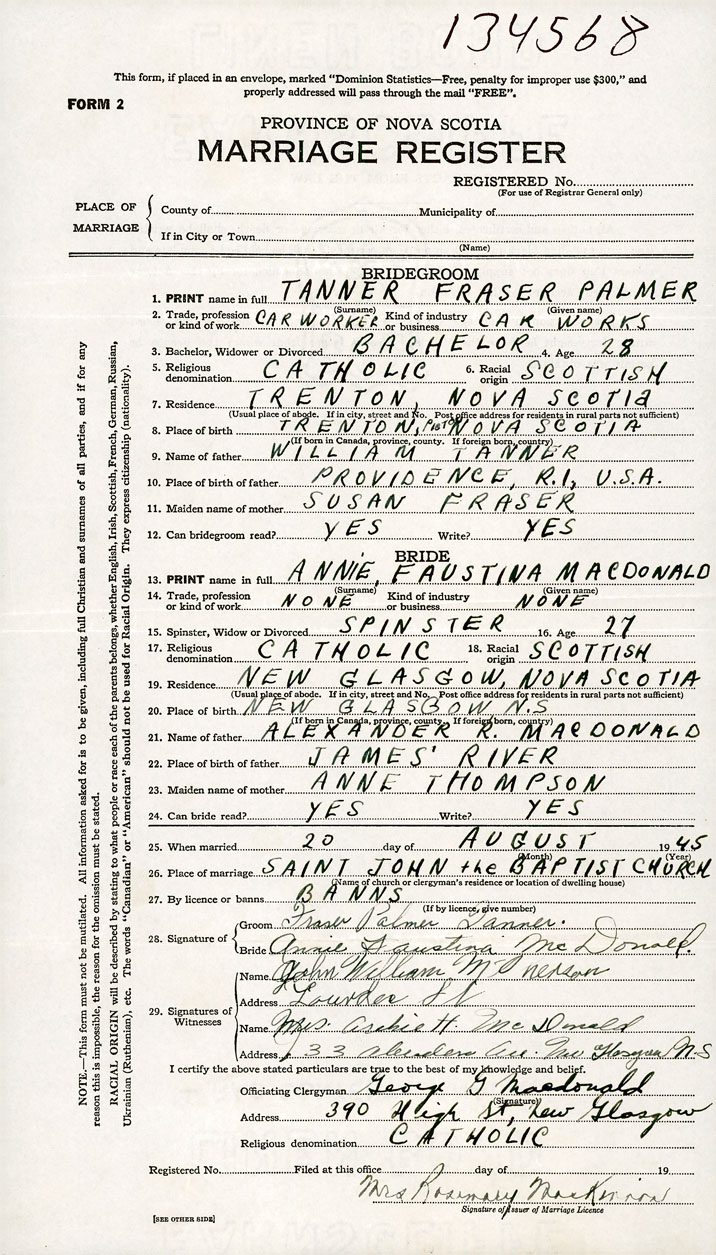 134568
This form, if placed in an envelope, marked "Dominion Statistics—Free, penalty for improper use $300," and
properly addressed will pass through the mail "FREE".
FORM 2
PROVINCE OF NOVA SCOTIA
MARRIAGE REGISTER
REGISTERED No.
(For use of Registrar General only)
PLACE OF MARRIAGE
County of Municipality of
If in City or Town
(Name)
BRIDEGROOM
1. PRINT name in full TANNER FRASER PALMER
(Surname) (Given name)
2. Trade, profession or kind of work CAR WORKER Kind of industry or business CAR WORKS
3. Bachelor, Widower or Divorced BACHELOR 4. Age 28
5. Religious denomination CATHOLIC 6. Racial origin SCOTTISH
7. Residence TRENTON, NOVA SCOTIA
(Usual place of abode. If in city, street and No. Post office address for residents in rural parts not sufficient)
8. Place of birth TRENTON, NOVA SCOTIA
(If born in Canada, province, county. If foreign born, country)
9. Name of father WILLIAM TANNER
10. Place of birth of father PROVIDENCE, R.I., U.S.A.
11. Maiden name of mother SUSAN FRASER
12. Can bridegroom read? YES Write? YES
BRIDE
13. PRINT name in full ANNIE, FAUSTINA MACDONALD
(Surname) (Given name)
14. Trade, profession or kind of work NONE Kind of industry or business NONE
15. Spinster, Widow or Divorced SPINSTER 16. Age 27
17. Religious denomination CATHOLIC 18. Racial origin SCOTTISH
19. Residence NEW GLASGOW, NOVA SCOTIA
(Usual place of abode. If in city, street and No. Post office address for residents in rural parts not sufficient)
20. Place of birth NEW GLASGOW N.S
(If born in Canada, province, county. If foreign born, country)
21. Name of father ALEXANDER R. MACDONALD
22. Place of birth of father JAMES' RIVER
23. Maiden name of mother ANNE THOMPSON
24. Can bride read? YES Write? YES
25. When married 20 day of AUGUST 1945
(Month) (Year)
26. Place of marriage SAINT JOHN the BAPTIST CHURCH
(Name of church or clergyman's residence or location of dwelling house)
27. By licence or banns BANNS
(If by licence, give number)
28. Signature of
Groom Fraser Palmer Tanner.
Bride Annie Faustina McDonald.
29. Signatures of Witnesses
Name John William
Address Lourdes
Name Mrs. Archie H. McDonald
Address 33 Ave. New Glasgow N.S
I certify the above stated particulars are true to the best of my knowledge and belief.
Officiating Clergyman George G Macdonald
(Signature)
Address 390 High St, New Glasgow
Religious denomination CATHOLIC
Registered No. Filed at this office day of 19
Mrs Rosemary MacKinnon
Signature of Issuer of Marriage Licence
[SEE OTHER SIDE]
NOTE.—This form must not be mutilated. All information asked for is to be given, including full Christian and surnames of all parties, and if for any
reason this is impossible, the reason for the omission must be stated.
RACIAL ORIGIN will be described by stating to what people or race each of the parents belongs, whether English, Irish, Scottish, French, German, Russian,
Ukrainian (Ruthenian), etc. The words "Canadian" or "American" should not be used for Racial Origin. They express citizenship (nationality).